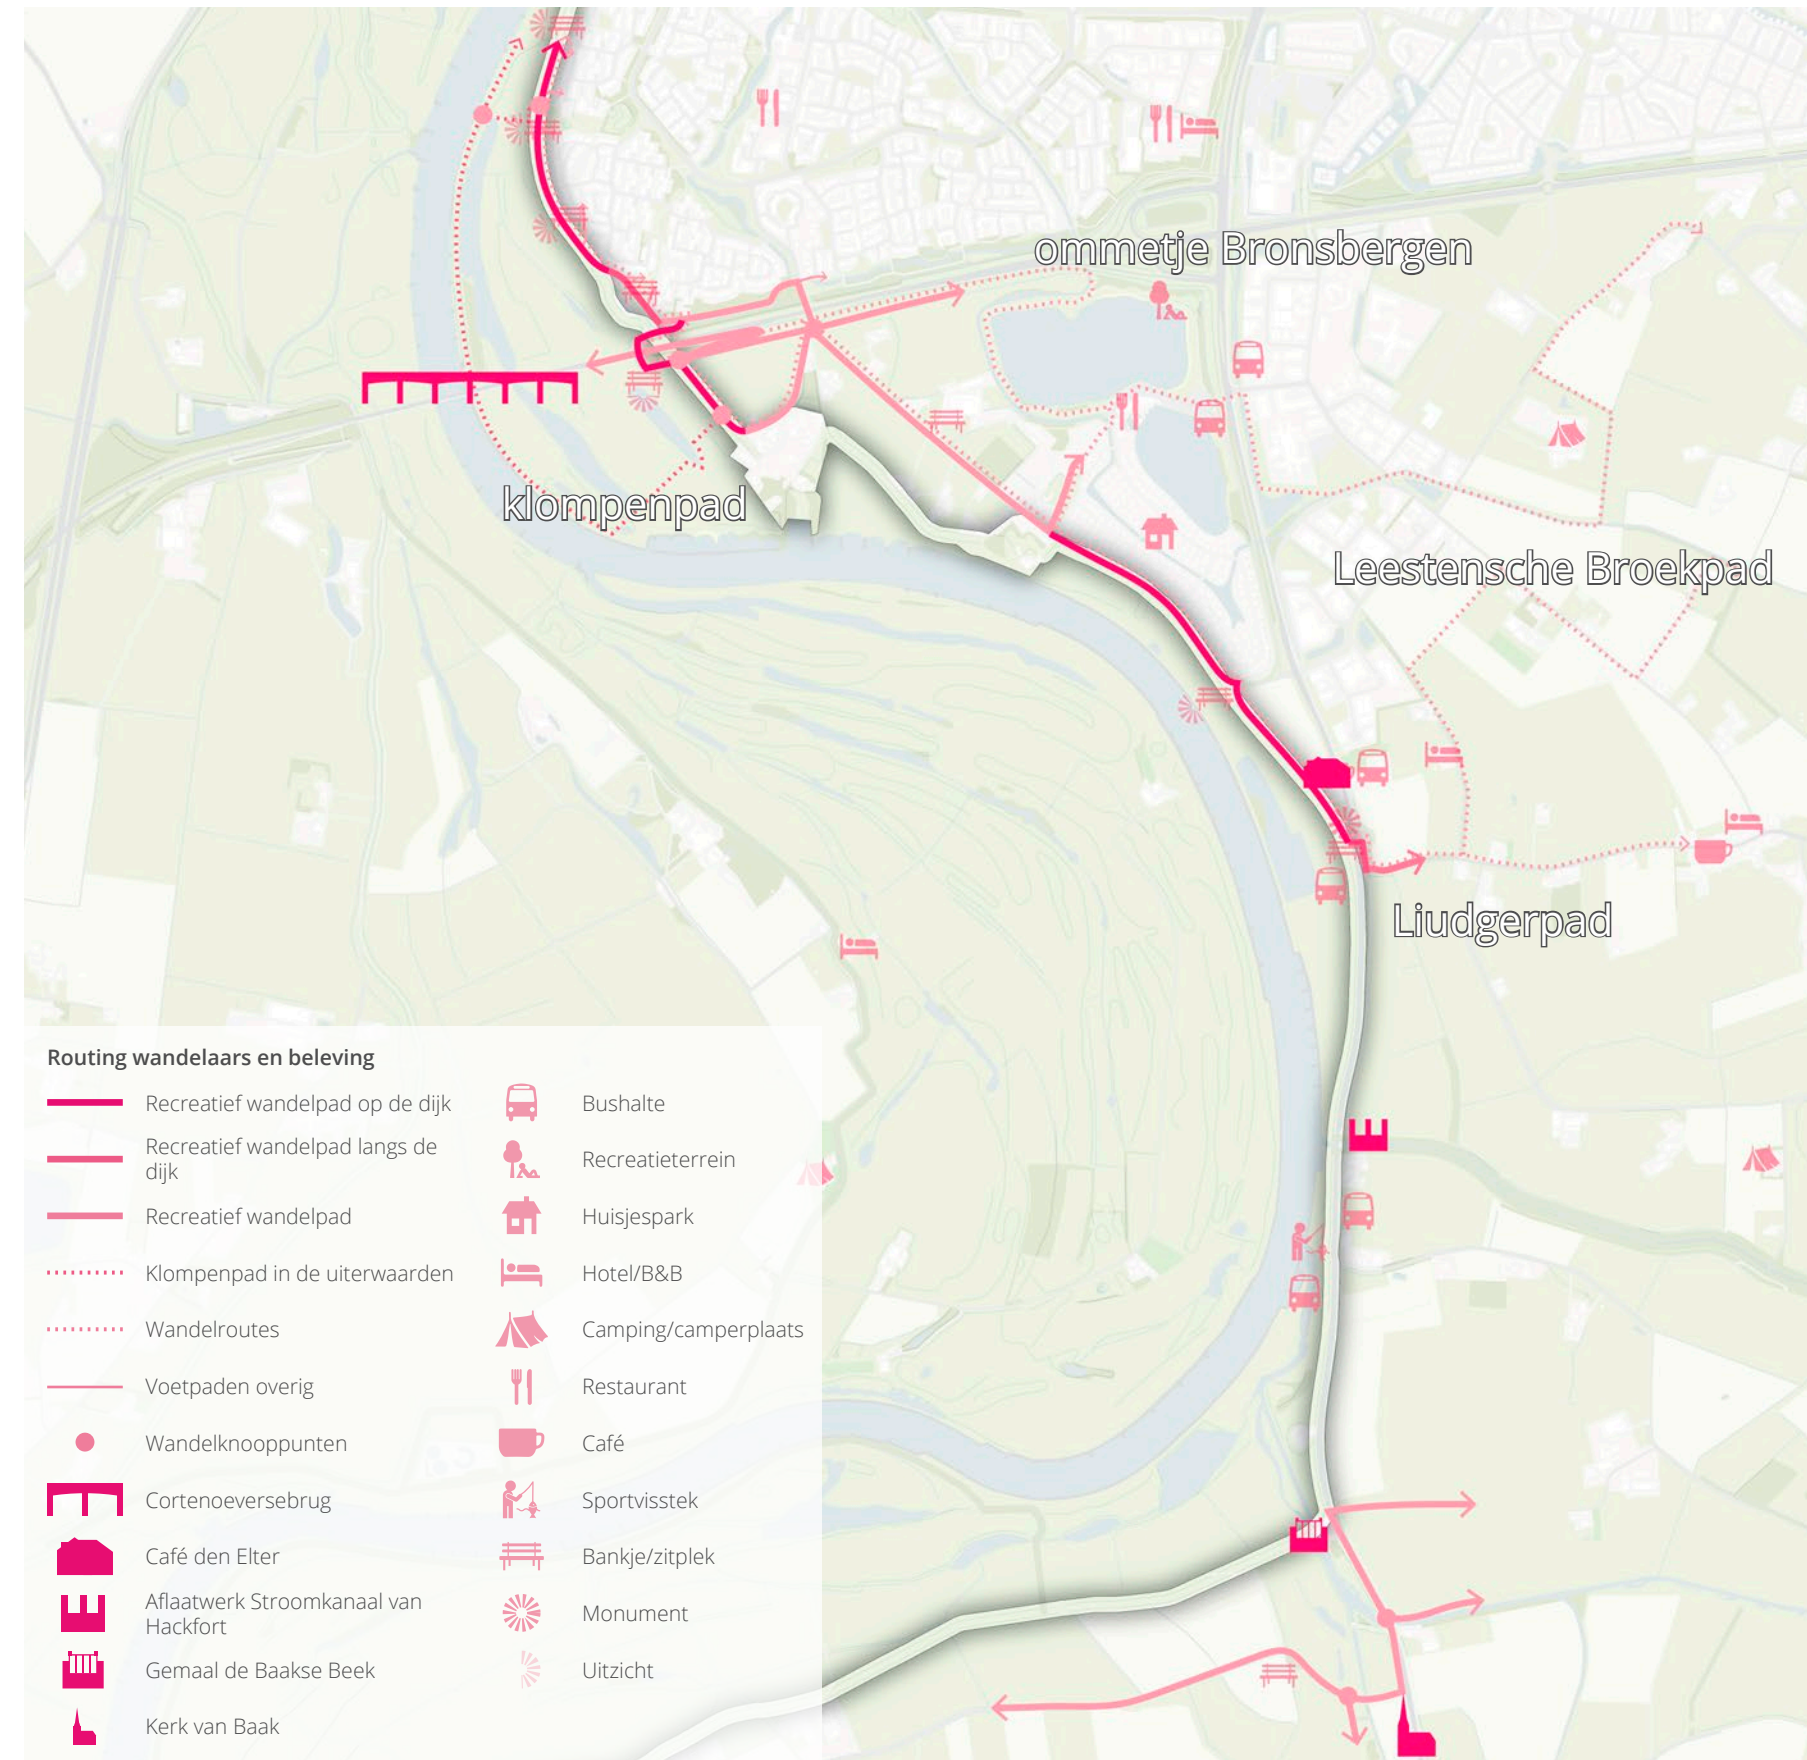 ommetje Bronsbergen
klompenpad
Leestensche Broekpad
Liudgerpad
Routing wandelaars en beleving
Recreatief wandelpad op de dijk
Recreatief wandelpad langs de
dijk
Recreatief wandelpad
Klompenpad in de uiterwaarden
Wandelroutes
Voetpaden overig
Wandelknooppunten
Cortenoeversebrug
Café den Elter
Aflaatwerk Stroomkanaal van
Hackfort
Gemaal de Baakse Beek
Kerk van Baak
Bushalte
Recreatieterrein
Huisjespark
Hotel/B&B
Camping/camperplaats
Restaurant
Café
Sportvisstek
Bankje/zitplek
Monument
Uitzicht